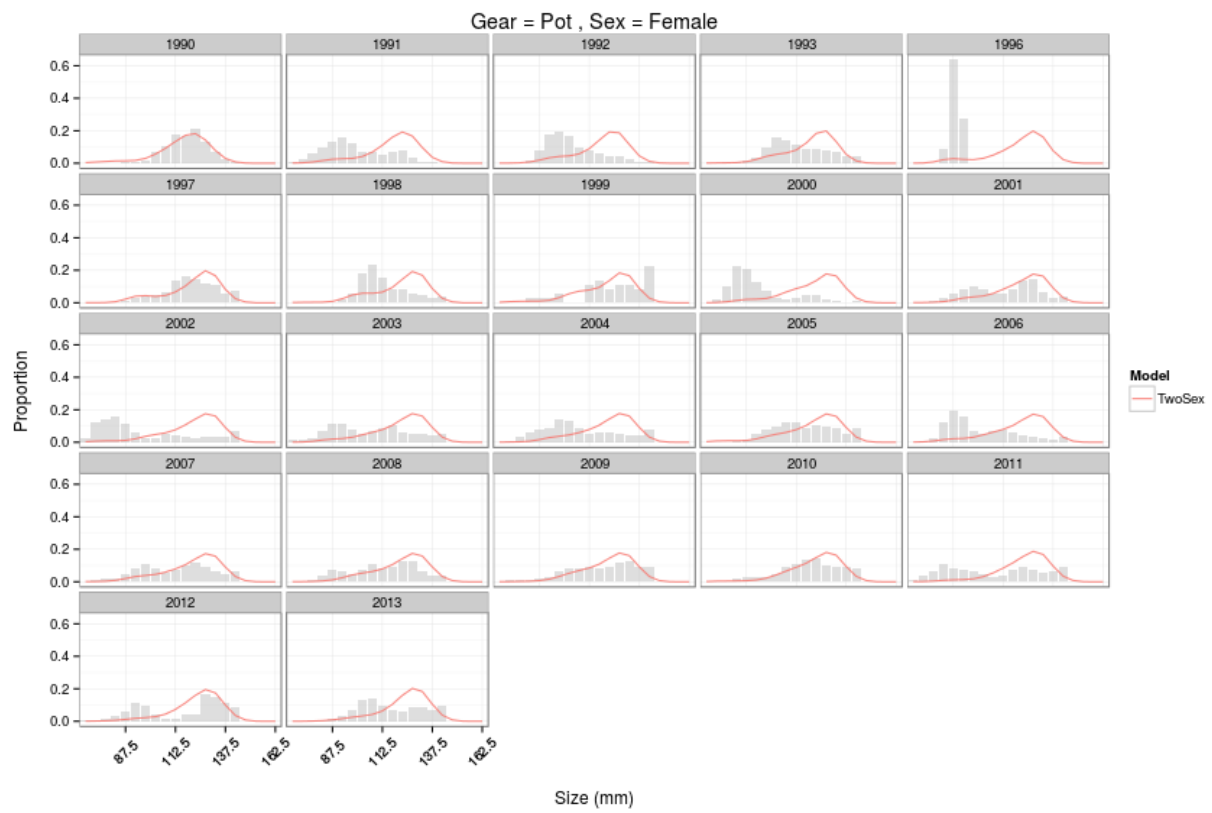 Gear = Pot , Sex = Female
1990 1991 1992 1993 1996
0.6
0.4
0.2
0.0
1997 1998 1999 2000 2001
0.6
0.4
0.2
0.0
2002 2003 2004 2005 2006
0.6
0.4
0.2
0.0
2007 2008 2009 2010 2011
0.6
0.4
0.2
0.0
2012 2013
0.6
0.4
0.2
0.0
87.5 112.5 137.5 162.5 87.5 112.5 137.5 162.5
Size (mm)
Proportion
Model
TwoSex